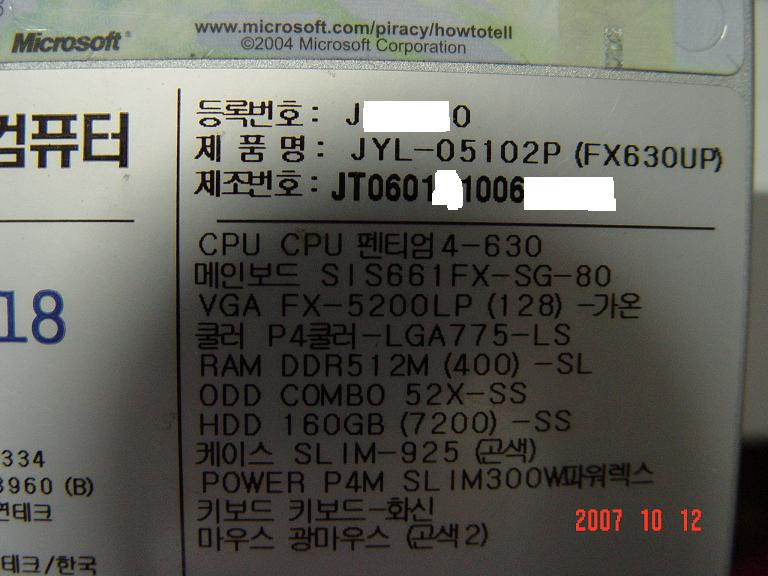 Microsoft®
www.microsoft.com/piracy/howtotell
©2004 Microsoft Corporation
컴퓨터
18
334
3960 (B)
연테크
테크/한국
등록번호: J 0
제 품 명: JYL-05102P (FX630UP)
제조번호: JT0601 1006
CPU CPU 펜티엄4-630
메인보드 SIS661FX-SG-80
VGA FX-5200LP (128) -가온
쿨러 P4쿨러-LGA775-LS
RAM DDR512M (400) -SL
ODD COMBO 52X-SS
HDD 160GB (7200) -SS
케이스 SLIM-925 (곤색)
POWER P4M SLIM300W파워렉스
키보드 키보드-화신
마우스 광마우스 (곤색2)
2007 10 12